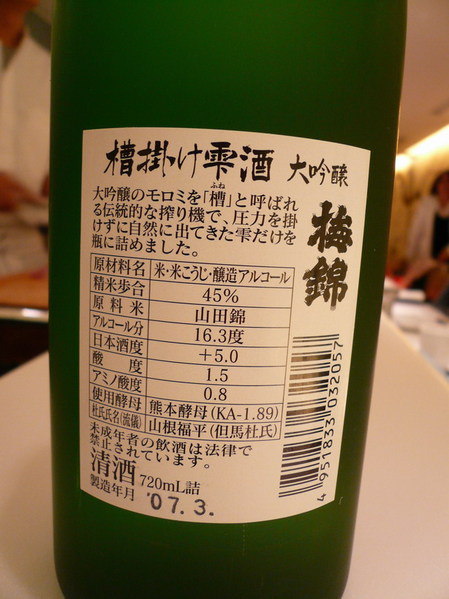 槽掛け雫酒 大吟醸
梅錦
大吟醸のモロミを「槽」と呼ばれ
ふね
る伝統的な搾り機で、圧力を掛
けずに自然に出てきた雫だけを
瓶に詰めました。
原材料名 米・米こうじ・醸造アルコール
精米歩合 45%
原料米 山田錦
アルコール分 16.3度
日本酒度 +5.0
酸度 1.5
アミノ酸度 0.8
使用酵母 熊本酵母(KA-1.89)
杜氏氏名(流儀) 山根福平(但馬杜氏)
未成年者の飲酒は法律で
禁止されています。
清酒 720mL詰
製造年月 '07.3.
4 951833 032057